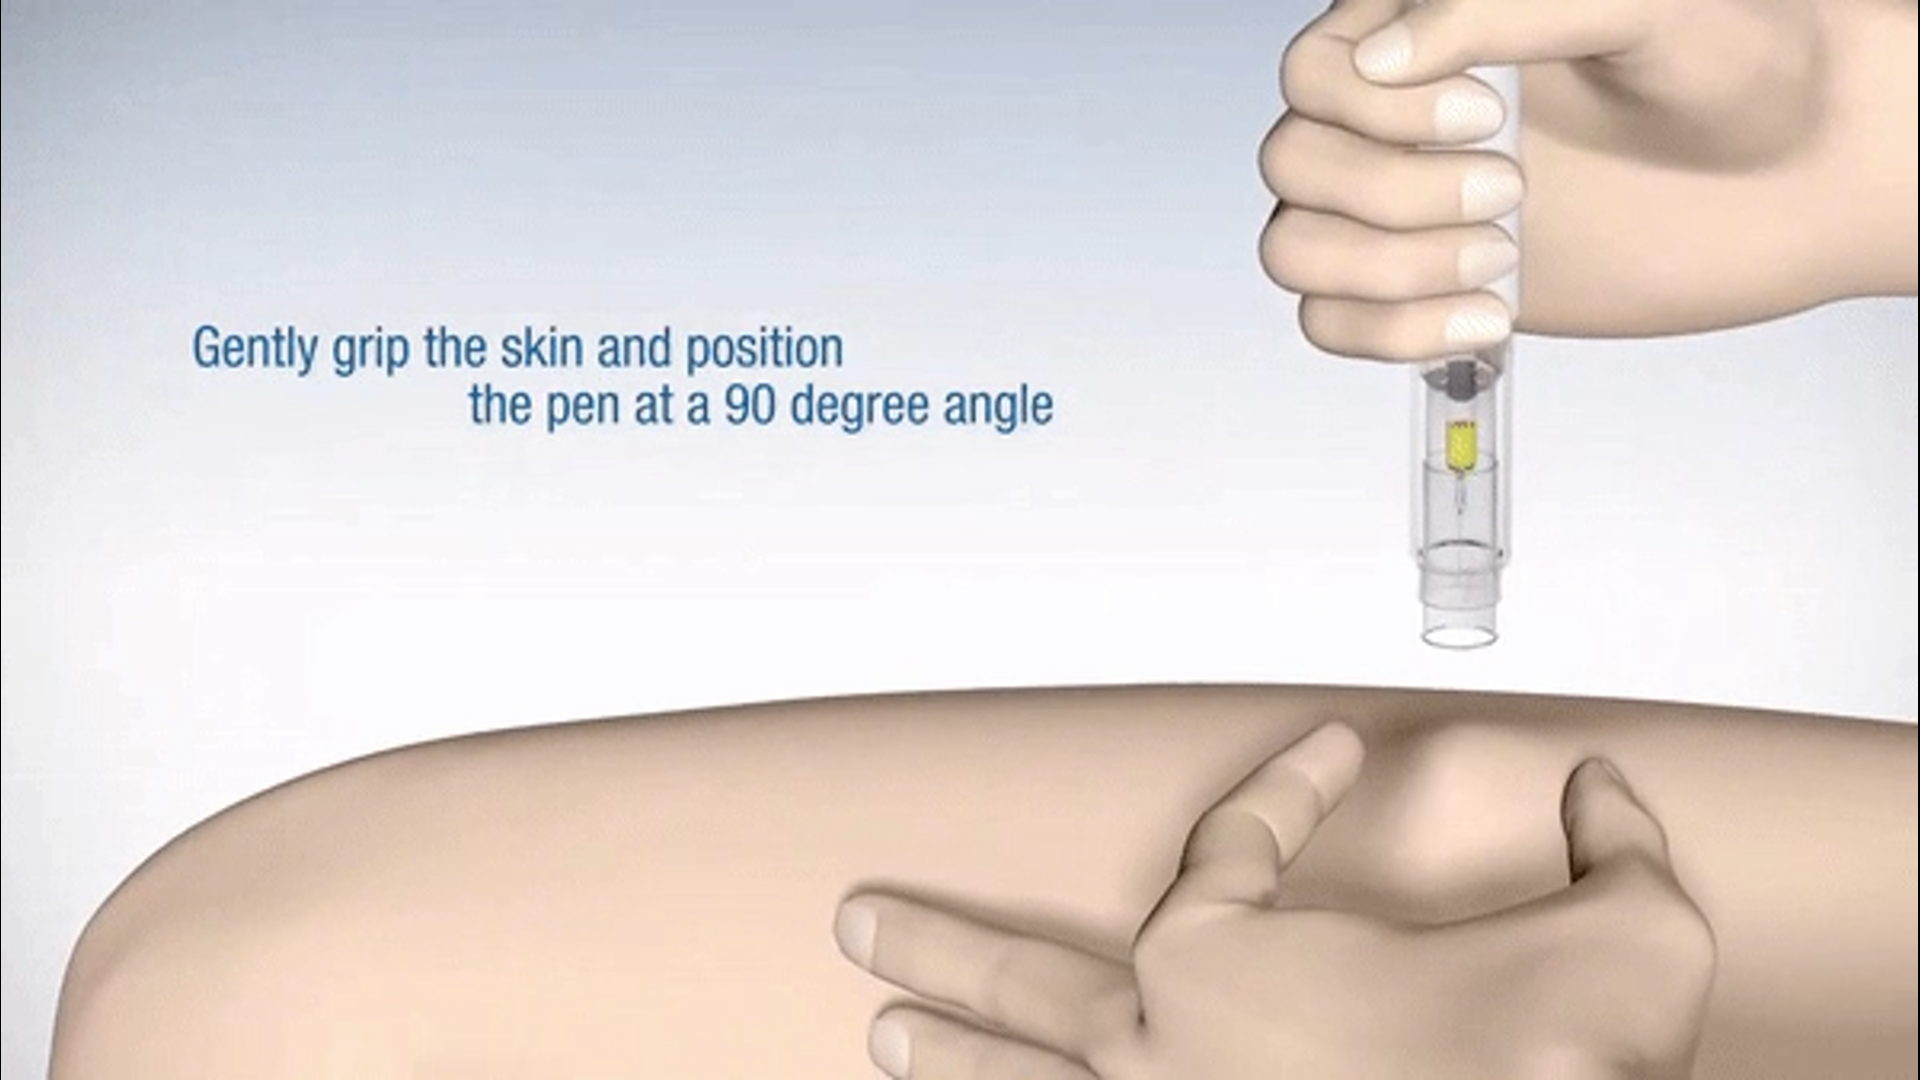 Gently grip the skin and position
the pen at a 90 degree angle